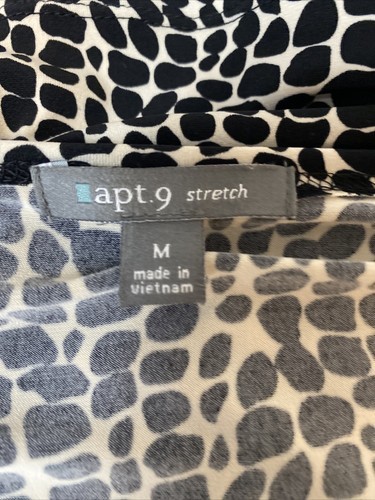 apt.9 stretch
M
made in
vietnam